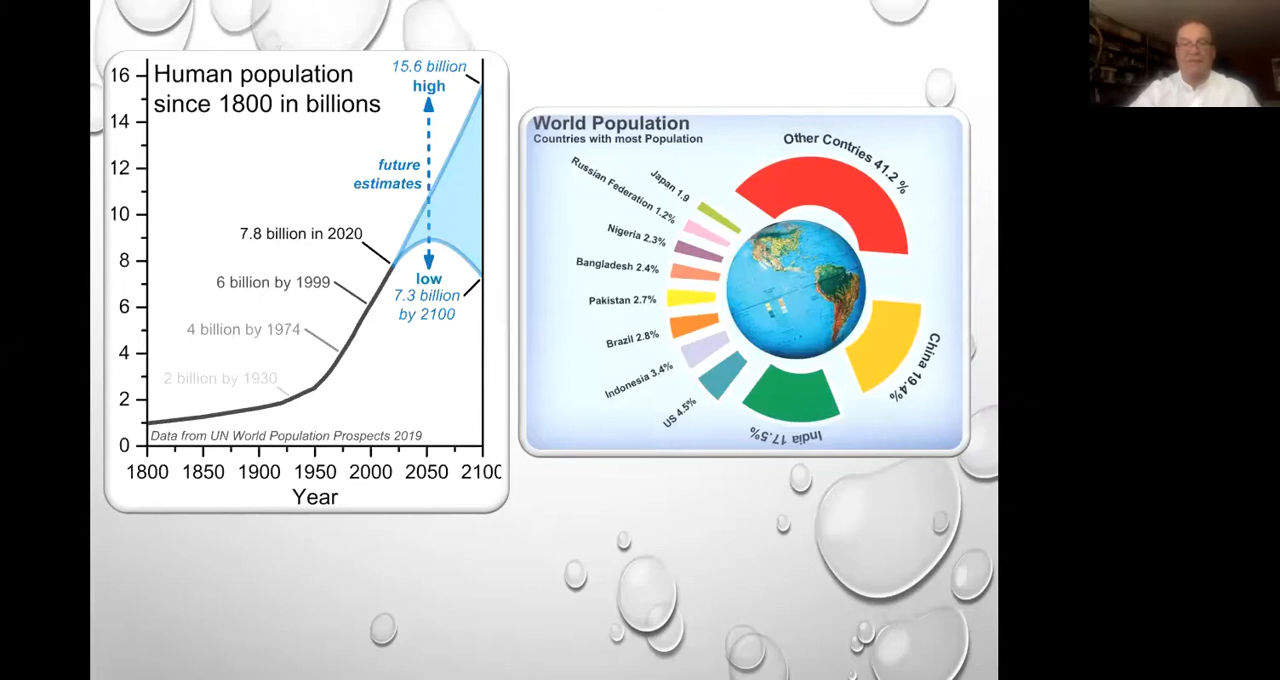 Human population
since 1800 in billions
15.6 billion
high
future
estimates
7.8 billion in 2020
6 billion by 1999
4 billion by 1974
2 billion by 1930
low
7.3 billion
by 2100
Data from UN World Population Prospects 2019
16
14
12
10
8
6
4
2
0
1800 1850 1900 1950 2000 2050 2100
Year
World Population
Countries with most Population
Other Contries 41.2 %
Japan 1.9
Russian Federation 1.2%
Nigeria 2.3%
Bangladesh 2.4%
Pakistan 2.7%
Brazil 2.8%
Indonesia 3.4%
US 4.5%
India 17.5%
China 19.4%